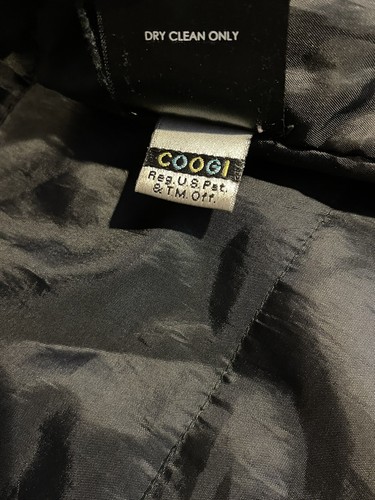 DRY CLEAN ONLY
COOGI
Reg.U.S.Pat.
& T.M. Off.